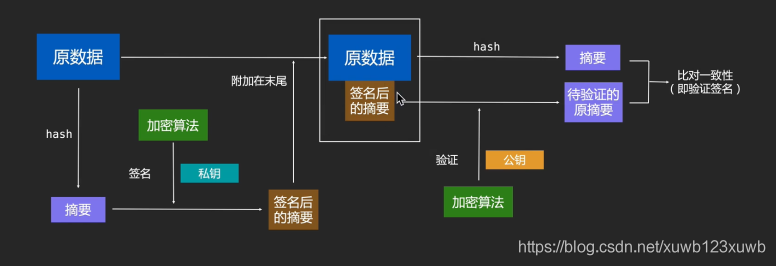 原数据
hash
加密算法
签名
私钥
摘要
签名后
的摘要
附加在末尾
原数据
签名后
的摘要
hash
摘要
待验证的
原摘要
比对一致性
（即验证签名）
验证
公钥
加密算法
https://blog.csdn.net/xuwb123xuwb